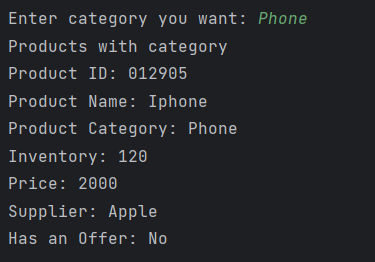 Enter category you want: Phone
Products with category
Product ID: 012905
Product Name: Iphone
Product Category: Phone
Inventory: 120
Price: 2000
Supplier: Apple
Has an Offer: No